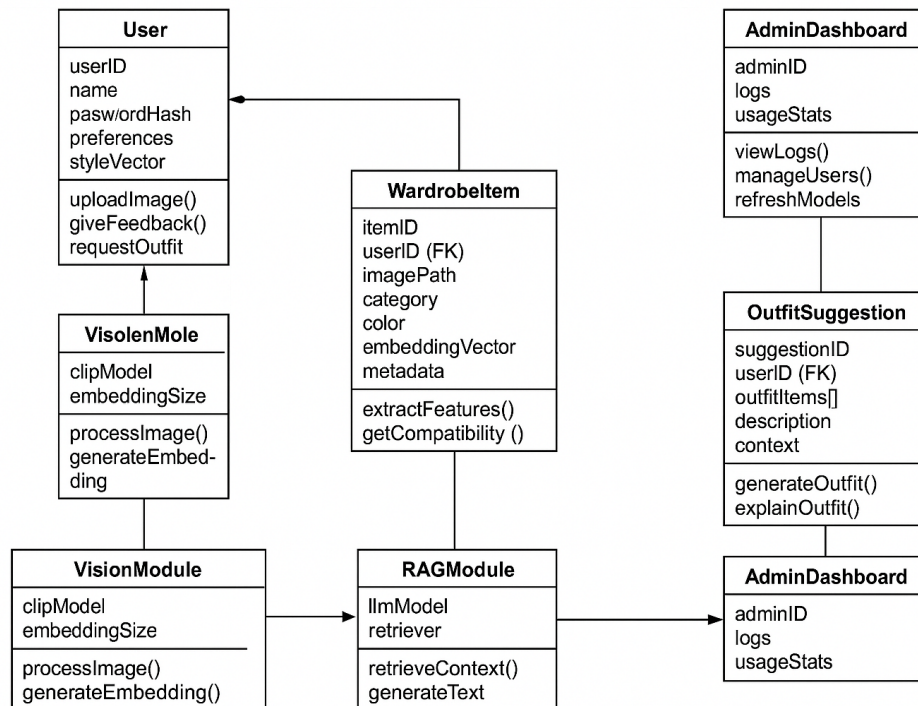 User
userID
name
paswordHash
preferences
styleVector
uploadImage()
giveFeedback()
requestOutfit
VisolenMole
clipModel
embeddingSize
processImage()
generateEmbed-
ding
VisionModule
clipModel
embeddingSize
processImage()
generateEmbedding()
WardrobeItem
itemID
userID (FK)
imagePath
category
color
embeddingVector
metadata
extractFeatures()
getCompatibility ()
RAGModule
llmModel
retriever
retrieveContext()
generateText
AdminDashboard
adminID
logs
usageStats
viewLogs()
manageUsers()
refreshModels
OutfitSuggestion
suggestionID
userID (FK)
outfitItems[]
description
context
generateOutfit()
explainOutfit()
AdminDashboard
adminID
logs
usageStats